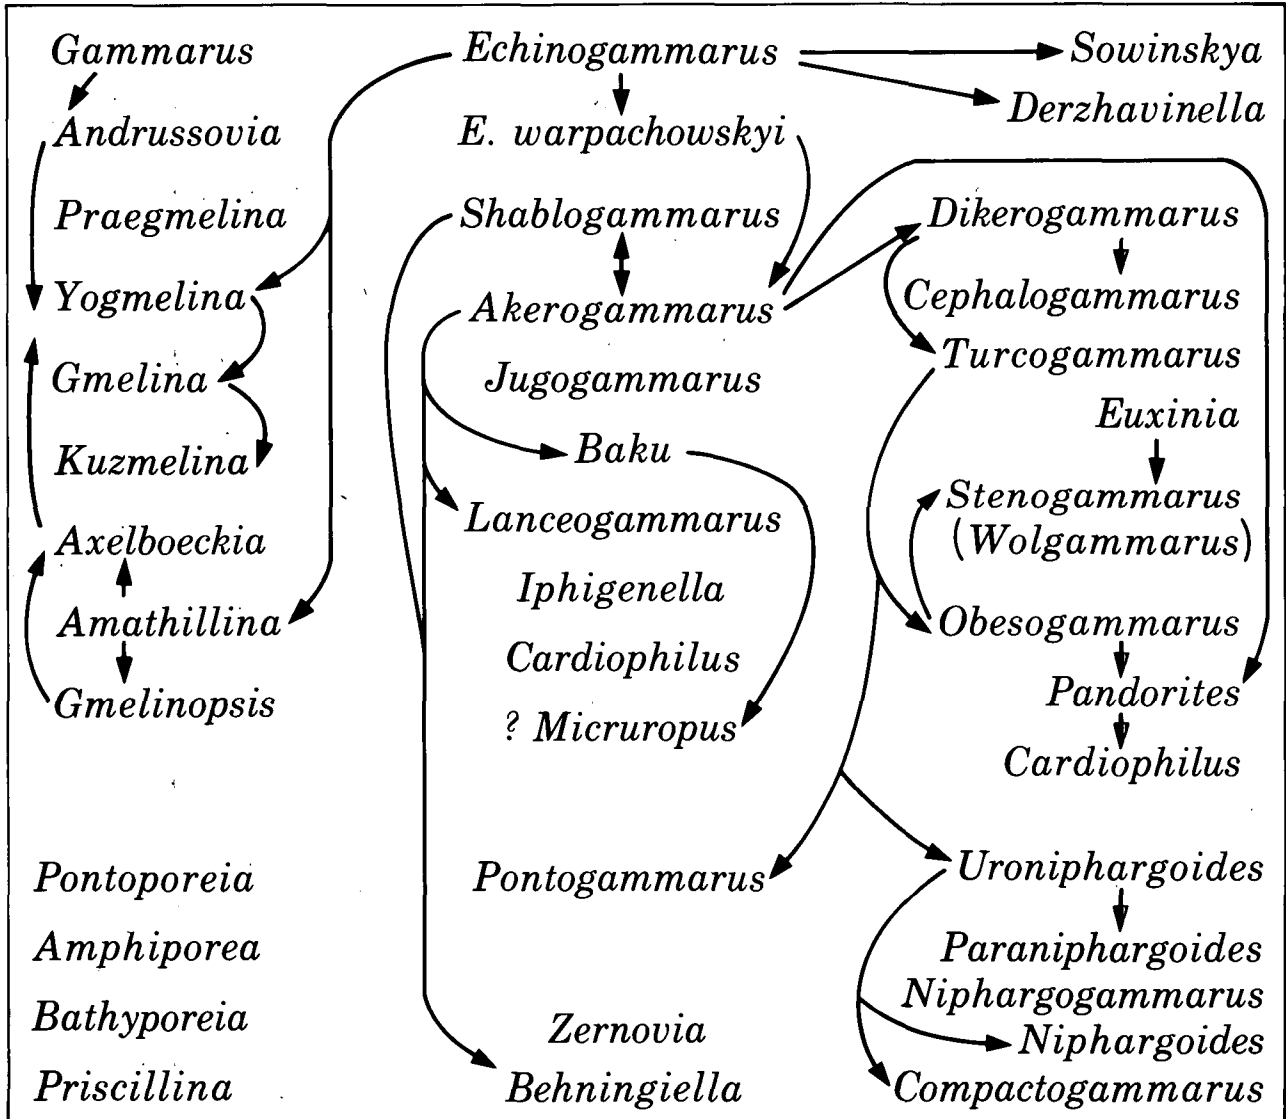 Gammarus
Andrussovia
Praegmelina
Yogmelina
Gmelina
Kuzmelina
Axelboeckia
Amathillina
Gmelinopsis
Pontoporeia
Amphiporea
Bathyporeia
Priscillina
Echinogammarus
E. warpachowskyi
Shablogammarus
Akerogammarus
Jugogammarus
Baku
Lanceogammarus
Iphigenella
Cardiophilus
? Micruropus
Pontogammarus
Zernovia
Behningiella
Sowinskya
Derzhavinella
Dikerogammarus
Cephalogammarus
Turcogammarus
Euxinia
Stenogammarus
(Wolgammarus)
Obesogammarus
Pandorites
Cardiophilus
Uroniphargoides
Paraniphargoides
Niphargogammarus
Niphargoides
Compactogammarus